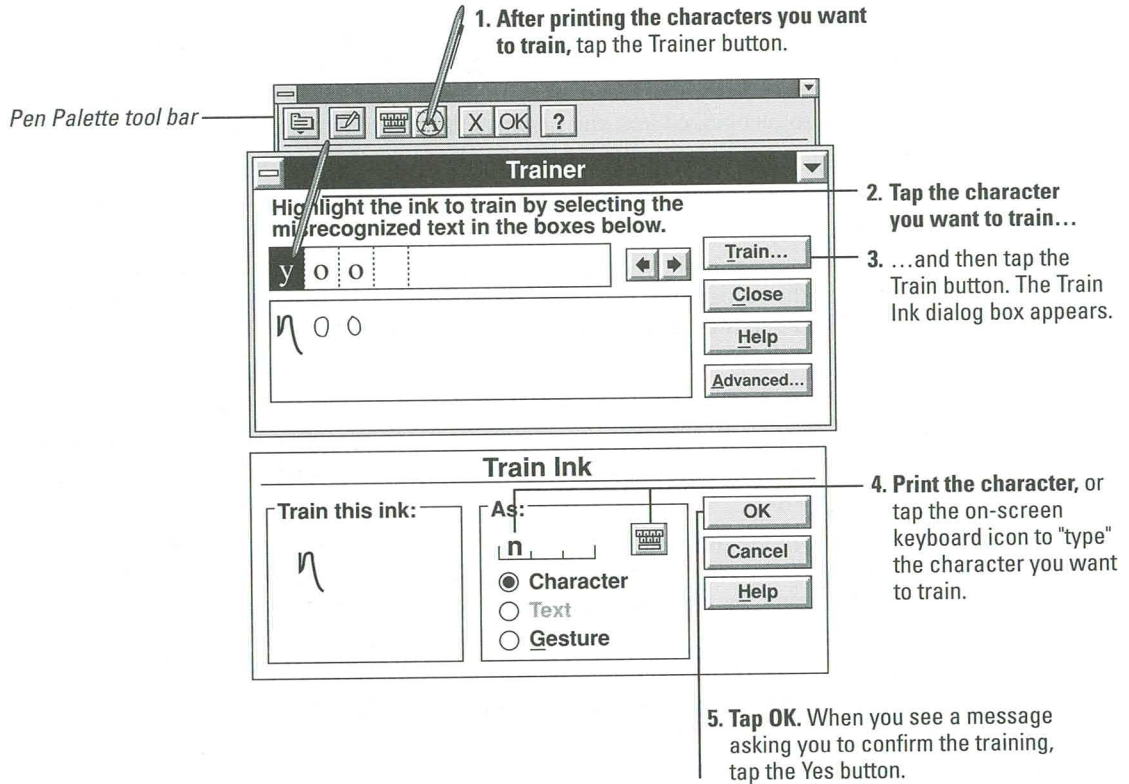 1. After printing the characters you want
to train, tap the Trainer button.
Pen Palette tool bar
X OK ?
Trainer
Highlight the ink to train by selecting the
misrecognized text in the boxes below.
y o o
n o o
Train...
Close
Help
Advanced...
2. Tap the character
you want to train...
3. ...and then tap the
Train button. The Train
Ink dialog box appears.
Train Ink
Train this ink:
n
As:
n
Character
Text
Gesture
OK
Cancel
Help
4. Print the character, or
tap the on-screen
keyboard icon to "type"
the character you want
to train.
5. Tap OK. When you see a message
asking you to confirm the training,
tap the Yes button.